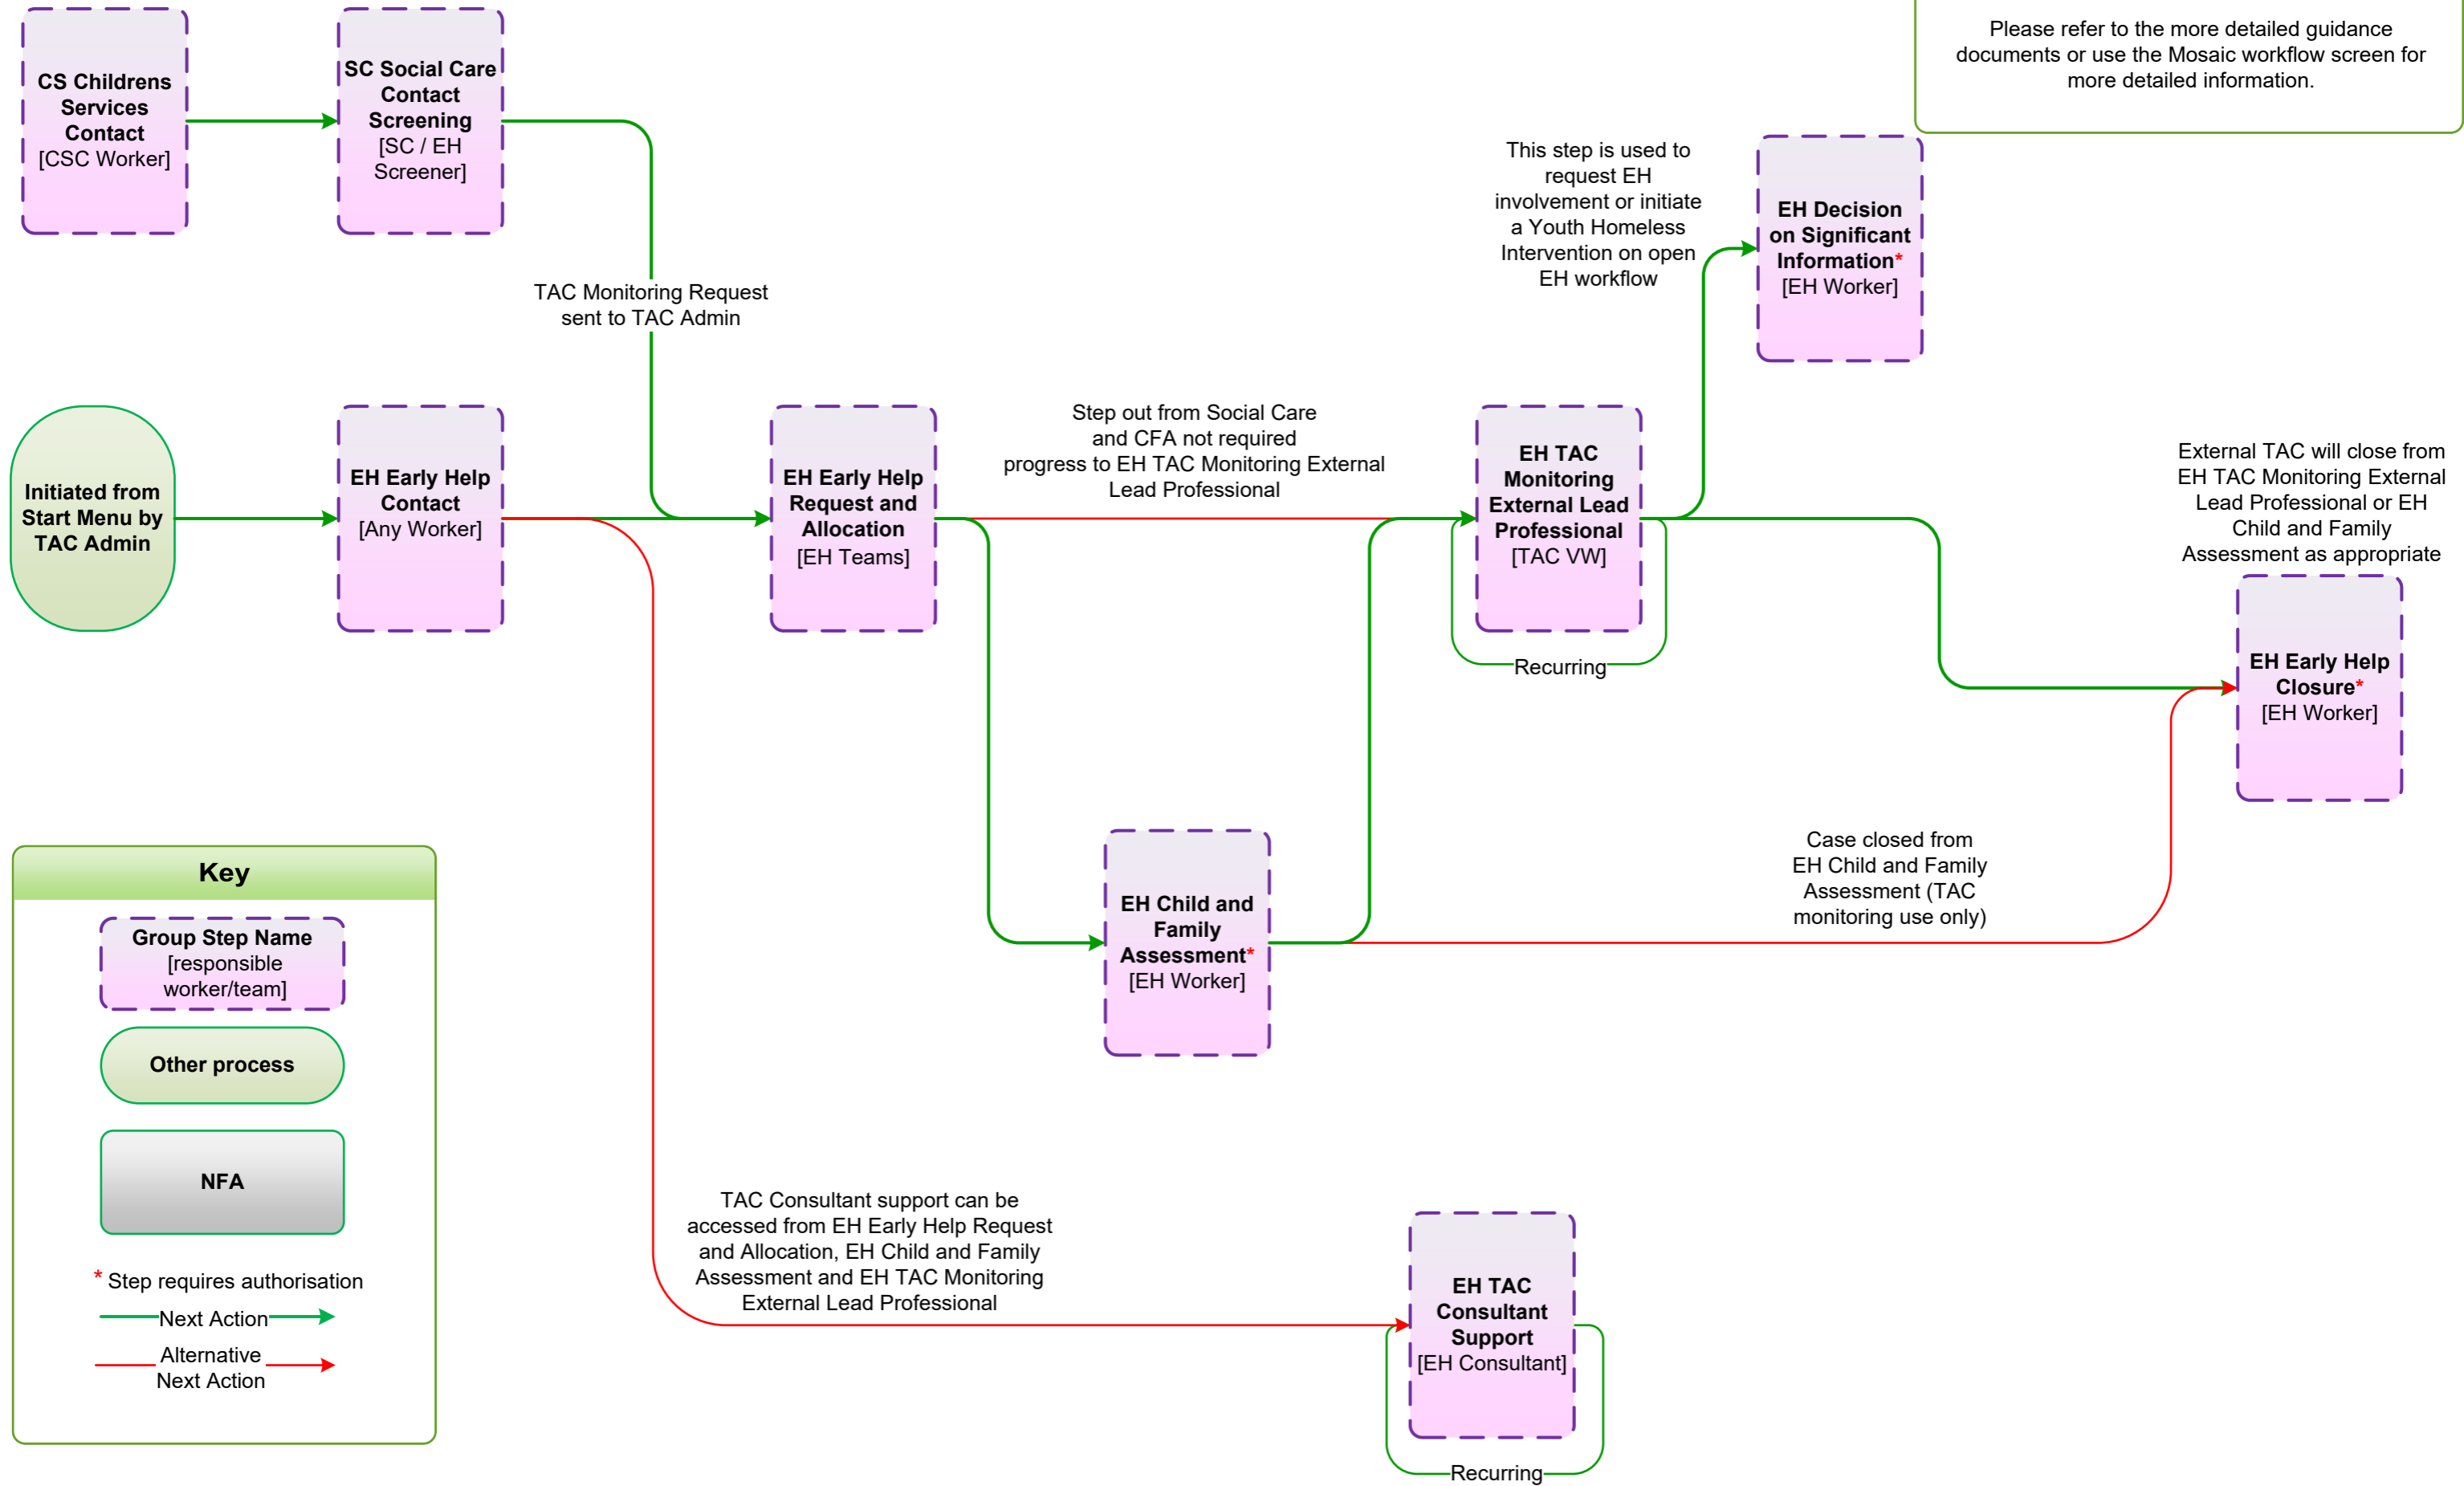 Please refer to the more detailed guidance
documents or use the Mosaic workflow screen for
more detailed information.
CS Childrens
Services
Contact
[CSC Worker]
SC Social Care
Contact
Screening
[SC / EH
Screener]
This step is used to
request EH
involvement or initiate
a Youth Homeless
Intervention on open
EH workflow
EH Decision
on Significant
Information*
[EH Worker]
TAC Monitoring Request
sent to TAC Admin
Initiated from
Start Menu by
TAC Admin
EH Early Help
Contact
[Any Worker]
EH Early Help
Request and
Allocation
[EH Teams]
Step out from Social Care
and CFA not required
progress to EH TAC Monitoring External
Lead Professional
EH TAC
Monitoring
External Lead
Professional
[TAC VW]
Recurring
External TAC will close from
EH TAC Monitoring External
Lead Professional or EH
Child and Family
Assessment as appropriate
EH Early Help
Closure*
[EH Worker]
EH Child and
Family
Assessment*
[EH Worker]
Case closed from
EH Child and Family
Assessment (TAC
monitoring use only)
TAC Consultant support can be
accessed from EH Early Help Request
and Allocation, EH Child and Family
Assessment and EH TAC Monitoring
External Lead Professional
EH TAC
Consultant
Support
[EH Consultant]
Recurring
Key
Group Step Name
[responsible
worker/team]
Other process
NFA
* Step requires authorisation
Next Action
Alternative
Next Action